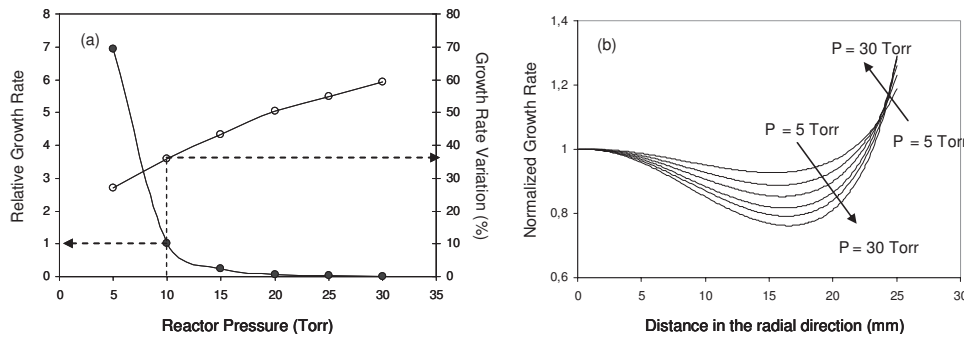 (a)
8
7
6
5
4
3
2
1
0
Relative Growth Rate
80
70
60
50
40
30
20
10
0
Growth Rate Variation (%)
0 5 10 15 20 25 30 35
Reactor Pressure (Torr)
(b)
1,4
1,2
1
0,8
0,6
Normalized Growth Rate
P = 30 Torr
P = 5 Torr
P = 5 Torr
P = 30 Torr
0 5 10 15 20 25 30
Distance in the radial direction (mm)